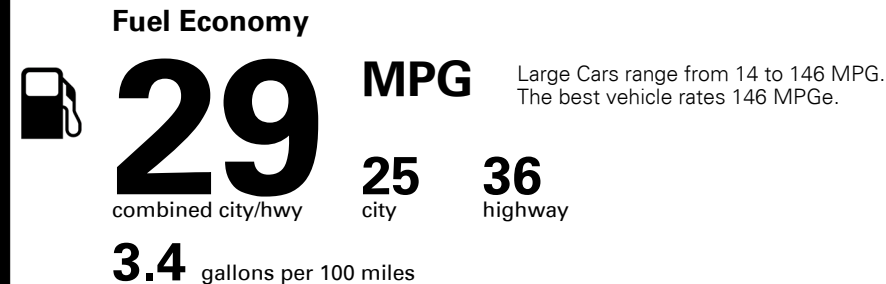 Fuel Economy
29 MPG
Large Cars range from 14 to 146 MPG.
The best vehicle rates 146 MPGe.
25 36
combined city/hwy city highway
3.4 gallons per 100 miles